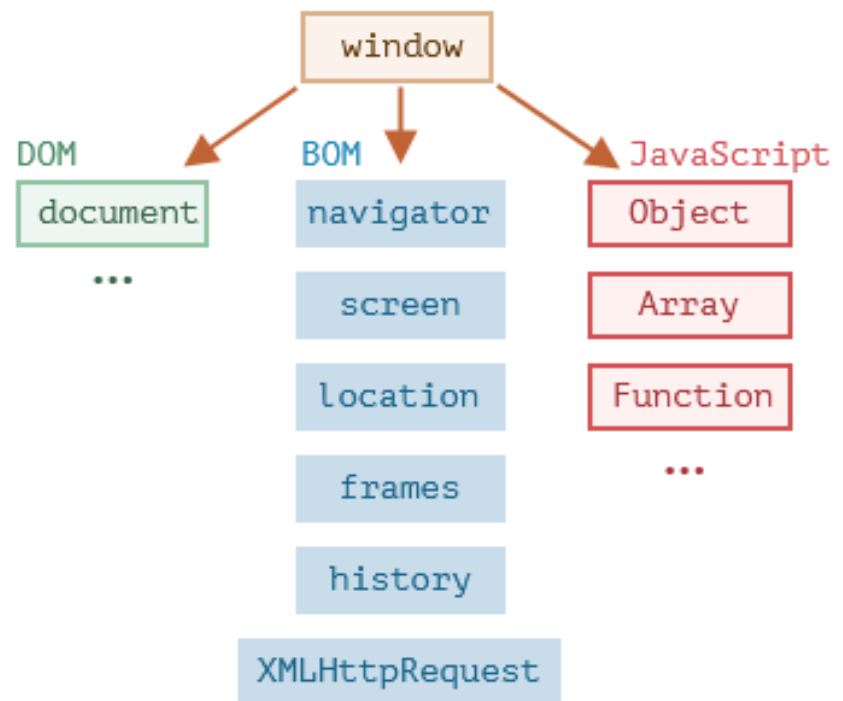 window
DOM
BOM
JavaScript
document
navigator
Object
...
screen
Array
location
Function
frames
...
history
XMLHttpRequest